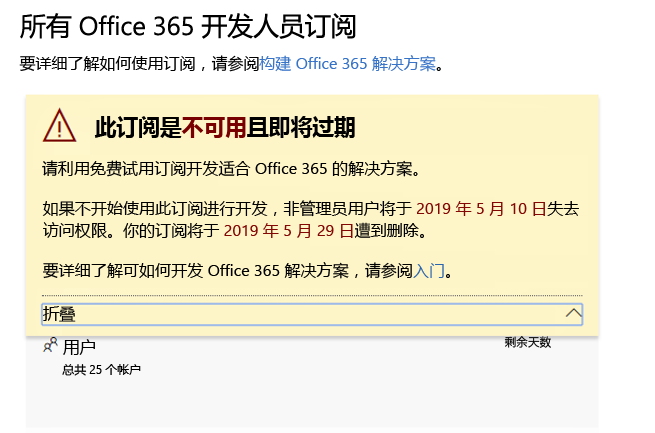 所有 Office 365 开发人员订阅
要详细了解如何使用订阅，请参阅构建 Office 365 解决方案。
此订阅是不可用且即将过期
请利用免费试用订阅开发适合 Office 365 的解决方案。
如果不开始使用此订阅进行开发，非管理员用户将于 2019 年 5 月 10 日失去
访问权限。你的订阅将于 2019 年 5 月 29 日遭到删除。
要详细了解可如何开发 Office 365 解决方案，请参阅入门。
折叠
用户
剩余天数
总共 25 个帐户